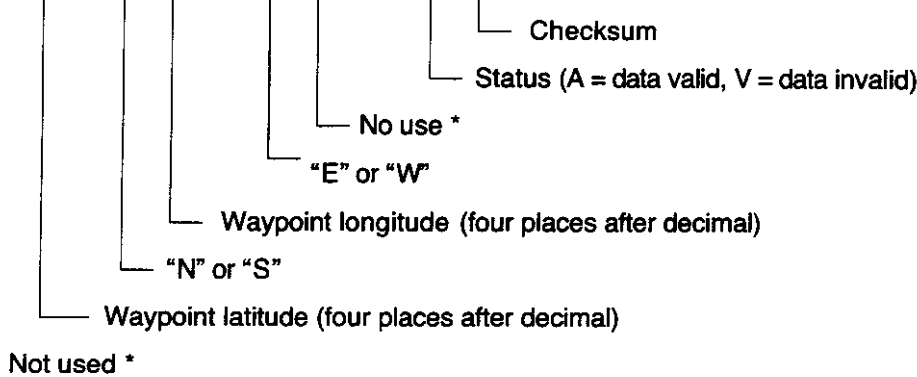 Checksum
Status (A = data valid, V = data invalid)
No use *
“E” or “W”
Waypoint longitude (four places after decimal)
“N” or “S”
Waypoint latitude (four places after decimal)
Not used *